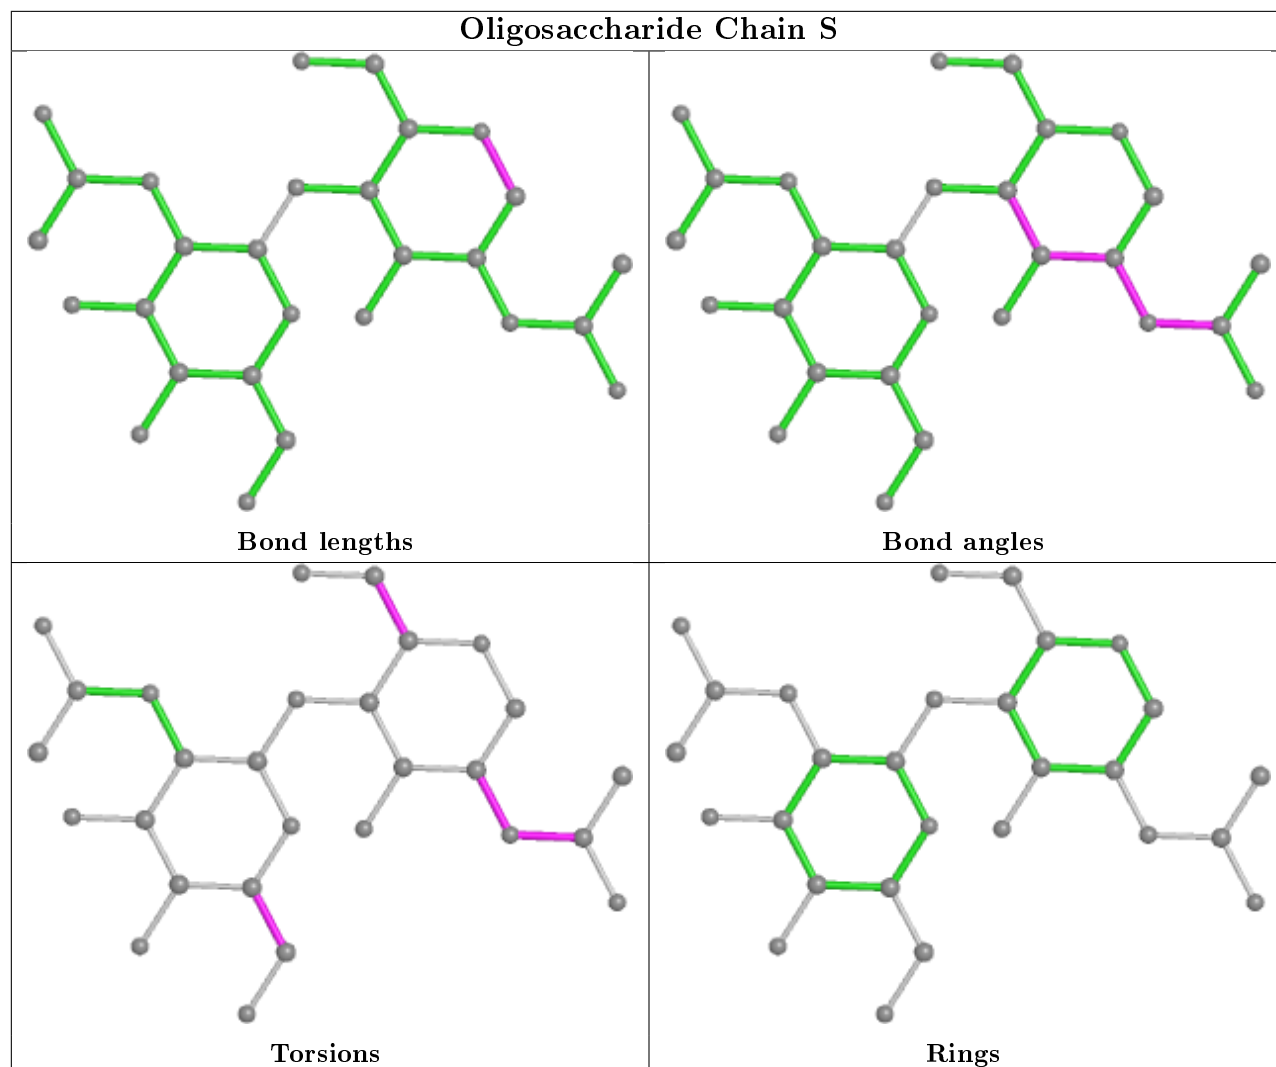 Oligosaccharide Chain S
Bond lengths
Bond angles
Torsions
Rings